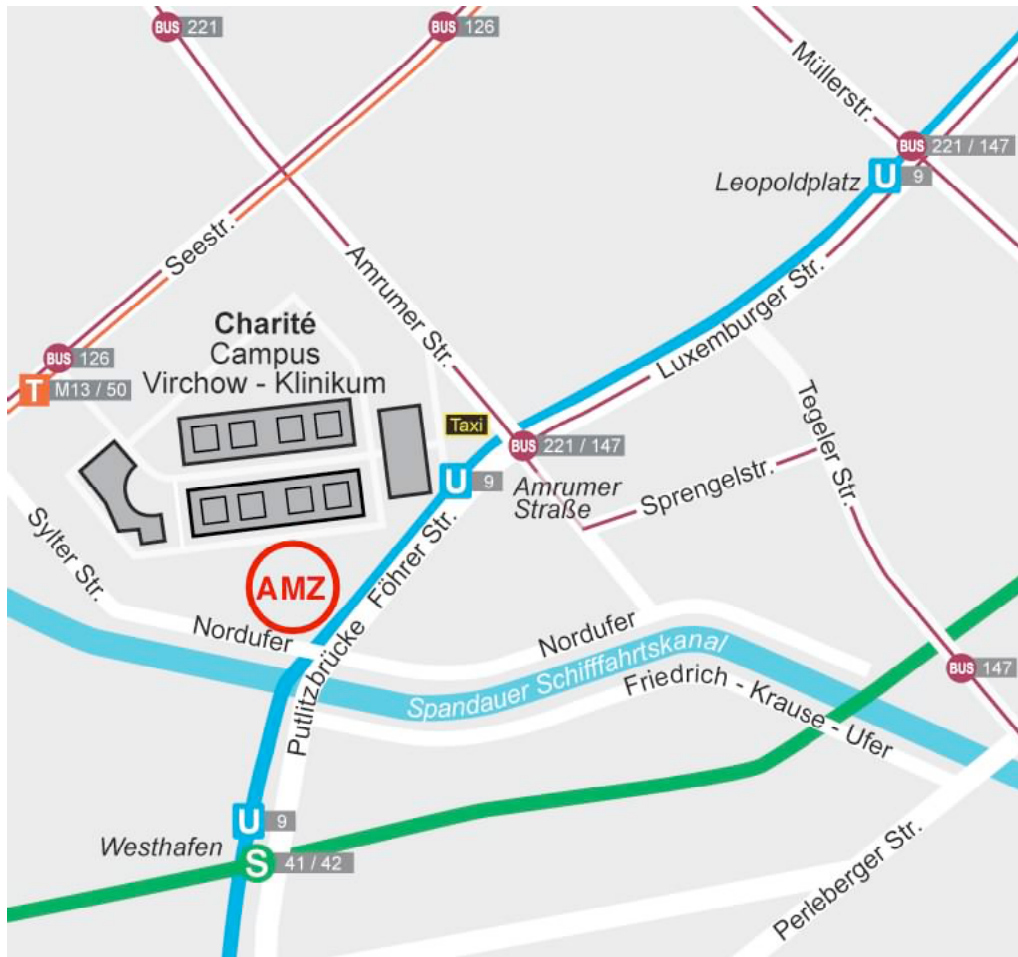 BUS 221
BUS 126
Müllerstr.
BUS 221 / 147
Leopoldplatz U 9
Seestr.
Amrumer Str.
Luxemburger Str.
Charité
Campus
Virchow - Klinikum
BUS 126
T M13 / 50
Taxi
BUS 221 / 147
U 9
Amrumer
Straße
Sprengelstr.
Tegeler Str.
Sylter Str.
Föhrer Str.
AMZ
Nordufer
Nordufer
Putlitzbrücke
Spandauer Schifffahrtskanal
Friedrich - Krause - Ufer
BUS 147
U 9
Westhafen
S 41 / 42
Perleberger Str.